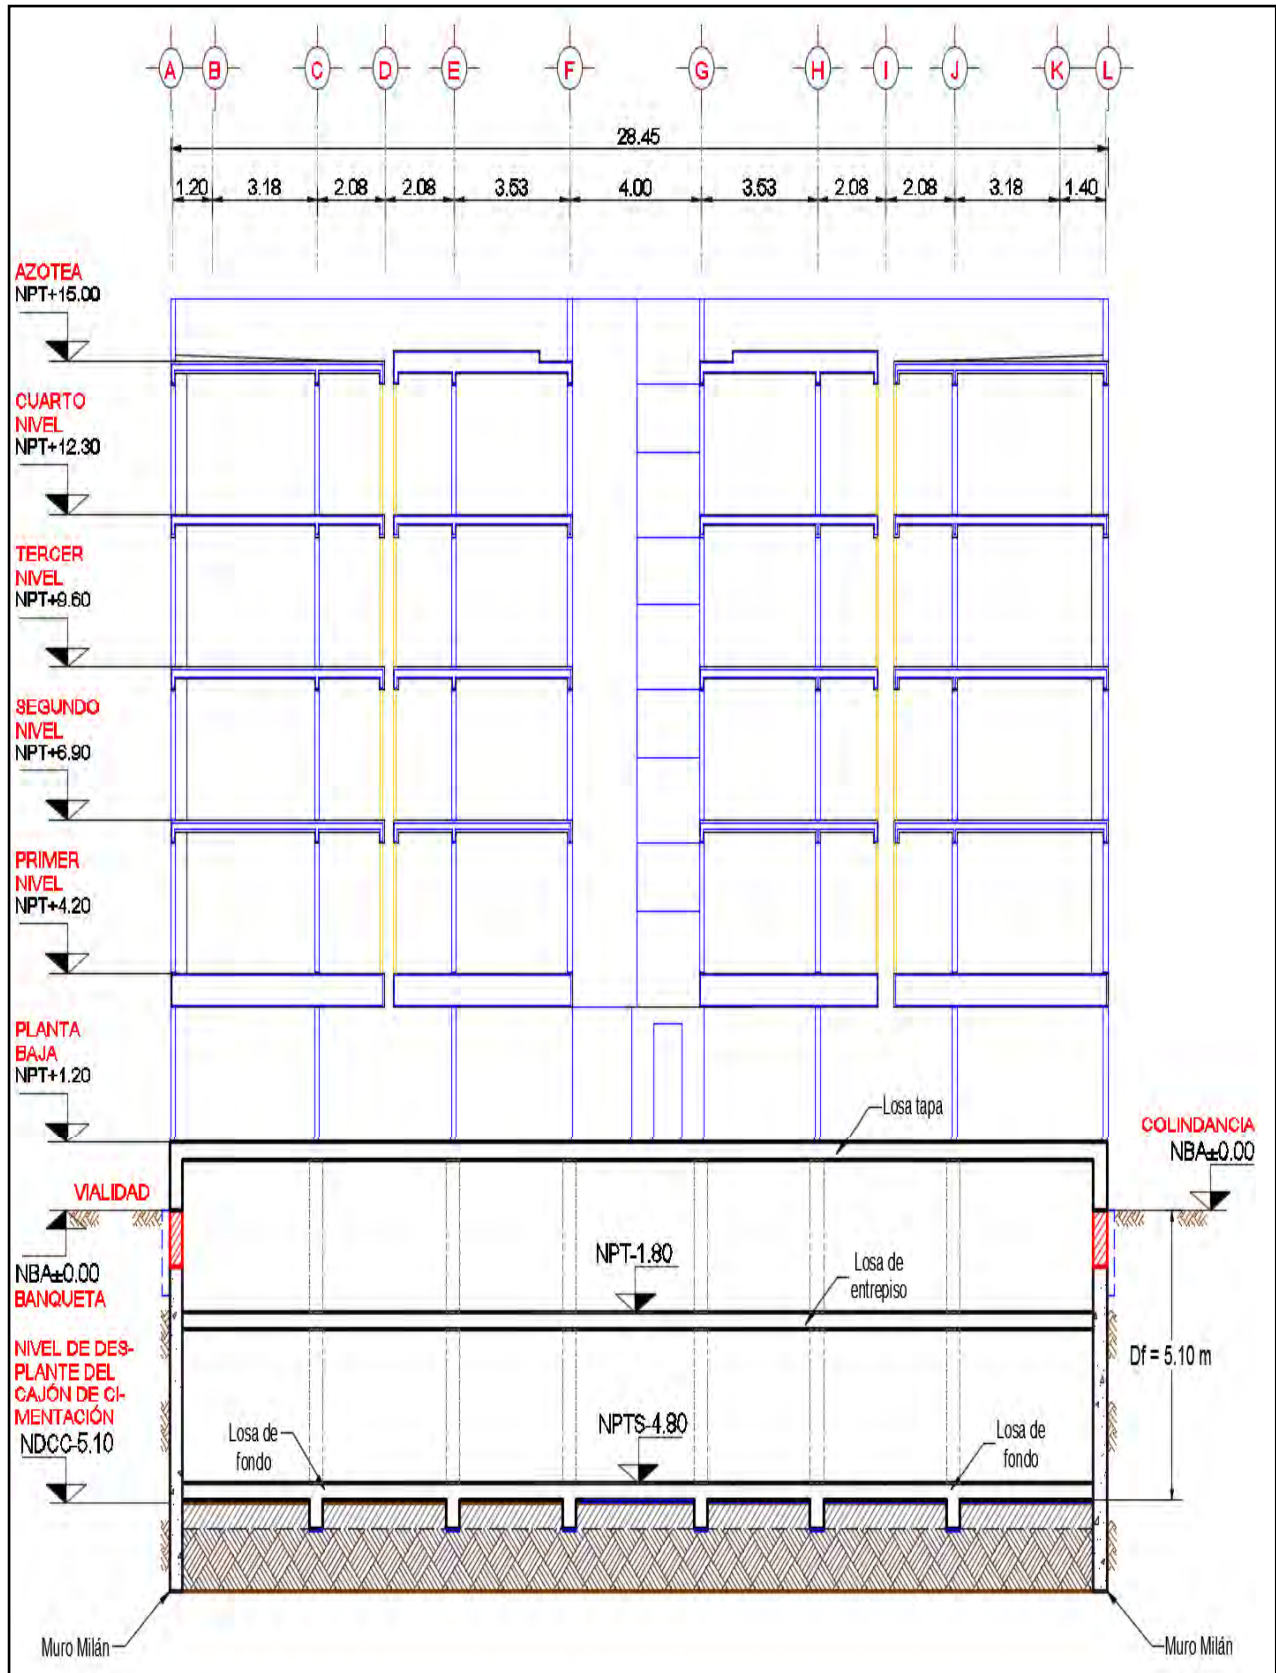 A B C D E F G H I J K L
28.45
1.20 3.18 2.08 2.08 3.53 4.00 3.53 2.08 2.08 3.18 1.40
AZOTEA
NPT+15.00
CUARTO
NIVEL
NPT+12.30
TERCER
NIVEL
NPT+9.60
SEGUNDO
NIVEL
NPT+6.90
PRIMER
NIVEL
NPT+4.20
PLANTA
BAJA
NPT+1.20
Losa tapa
COLINDANCIA
NBA±0.00
VIALIDAD
NBA±0.00
BANQUETA
NPT-1.80
Losa de
entrepiso
Df = 5.10 m
NIVEL DE DES-
PLANTE DEL
CAJÓN DE CI-
MENTACIÓN
NDCC-5.10
Losa de
fondo
NPTS-4.80
Losa de
fondo
Muro Milán
Muro Milán